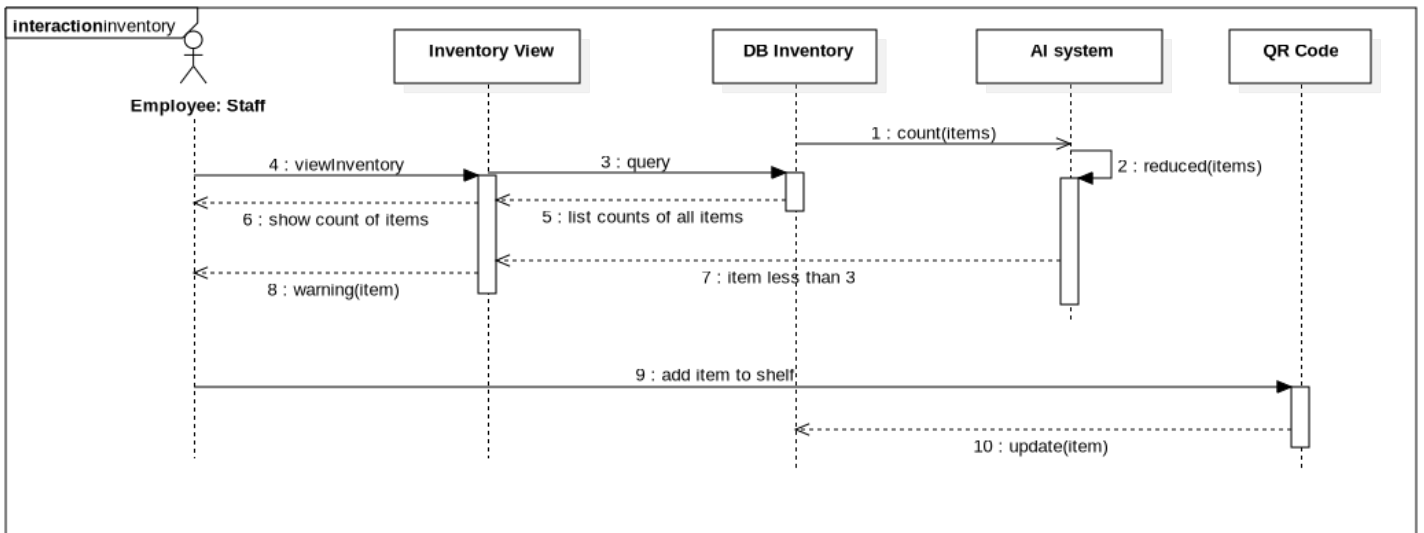 interactioninventory
Inventory View
DB Inventory
AI system
QR Code
Employee: Staff
1 : count(items)
2 : reduced(items)
3 : query
4 : viewInventory
5 : list counts of all items
6 : show count of items
7 : item less than 3
8 : warning(item)
9 : add item to shelf
10 : update(item)